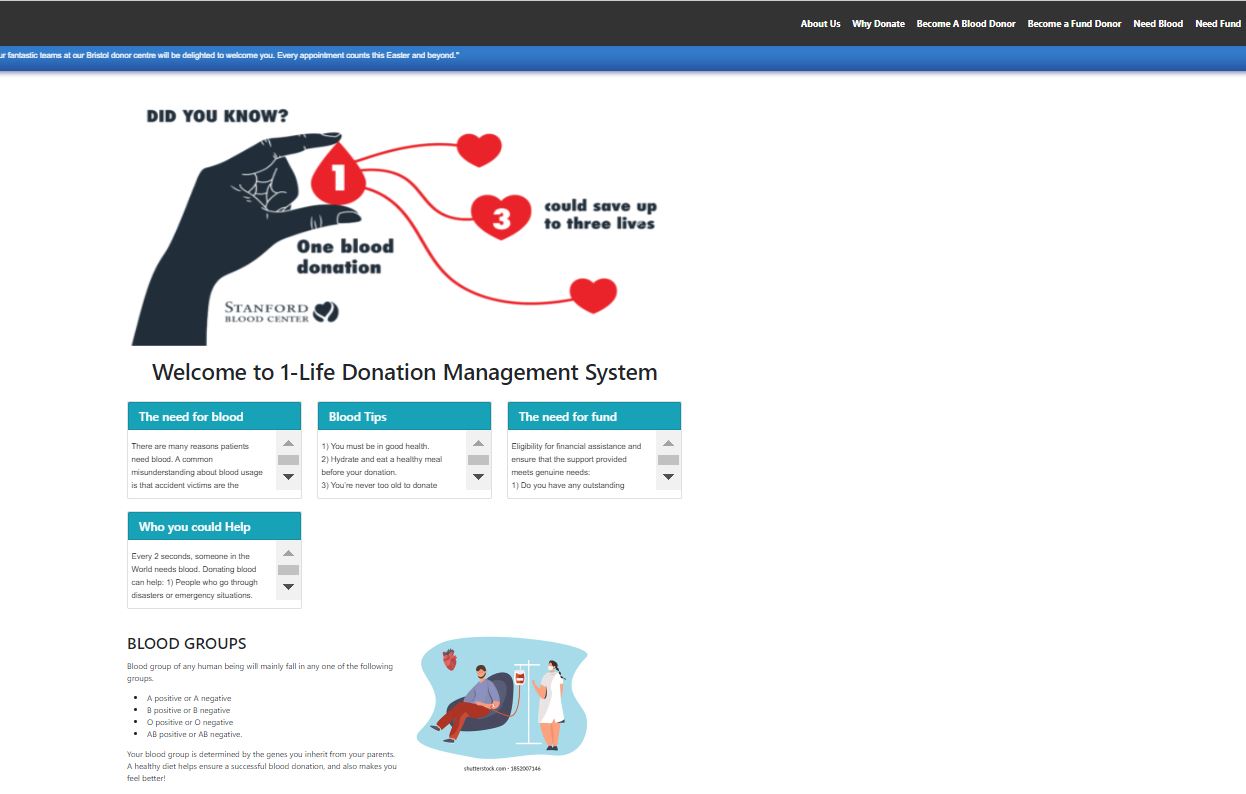 About Us Why Donate Become A Blood Donor Become a Fund Donor Need Blood Need Fund
fantastic teams at our Bristol donor centre will be delighted to welcome you. Every appointment counts this Easter and beyond."
DID YOU KNOW?
1
3
could save up
to three lives
One blood
donation
STANFORD
BLOOD CENTER
Welcome to 1-Life Donation Management System
The need for blood
There are many reasons patients
need blood. A common
misunderstanding about blood usage
is that accident victims are the
Blood Tips
1) You must be in good health.
2) Hydrate and eat a healthy meal
before your donation.
3) You're never too old to donate
The need for fund
Eligibility for financial assistance and
ensure that the support provided
meets genuine needs:
1) Do you have any outstanding
Who you could Help
Every 2 seconds, someone in the
World needs blood. Donating blood
can help: 1) People who go through
disasters or emergency situations.
BLOOD GROUPS
Blood group of any human being will mainly fall in any one of the following
groups.
A positive or A negative
B positive or B negative
O positive or O negative
AB positive or AB negative.
Your blood group is determined by the genes you inherit from your parents.
A healthy diet helps ensure a successful blood donation, and also makes you
feel better!
shutterstock.com · 1852007146